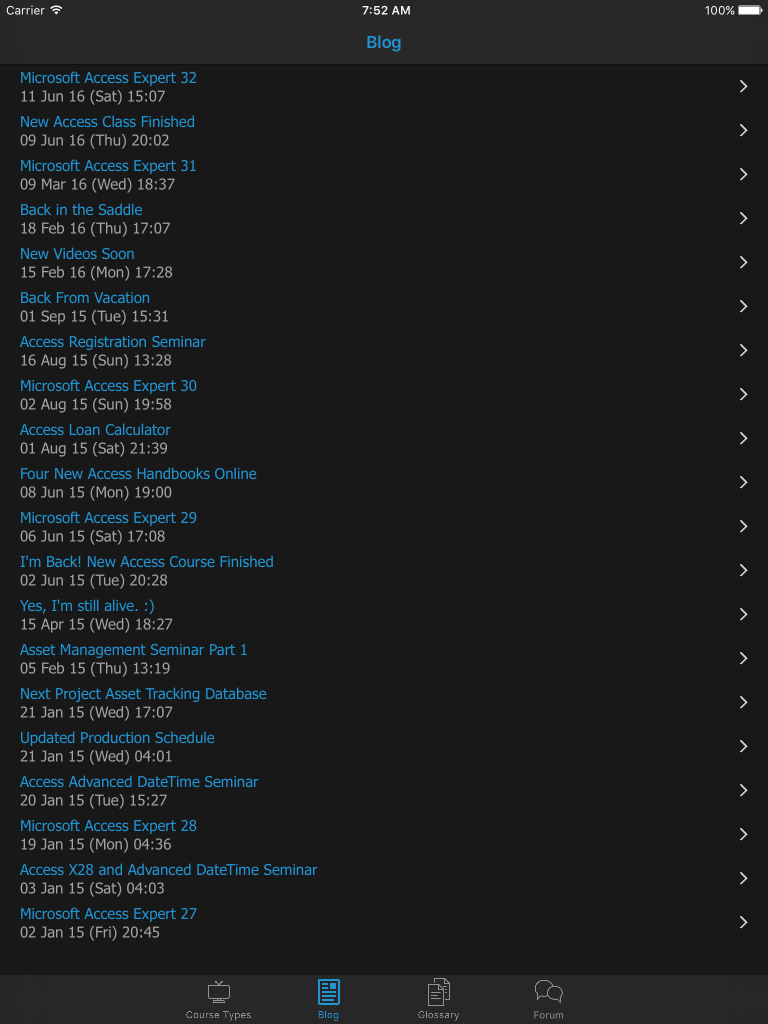 Carrier 7:52 AM 100%
Blog
Microsoft Access Expert 32
11 Jun 16 (Sat) 15:07
New Access Class Finished
09 Jun 16 (Thu) 20:02
Microsoft Access Expert 31
09 Mar 16 (Wed) 18:37
Back in the Saddle
18 Feb 16 (Thu) 17:07
New Videos Soon
15 Feb 16 (Mon) 17:28
Back From Vacation
01 Sep 15 (Tue) 15:31
Access Registration Seminar
16 Aug 15 (Sun) 13:28
Microsoft Access Expert 30
02 Aug 15 (Sun) 19:58
Access Loan Calculator
01 Aug 15 (Sat) 21:39
Four New Access Handbooks Online
08 Jun 15 (Mon) 19:00
Microsoft Access Expert 29
06 Jun 15 (Sat) 17:08
I'm Back! New Access Course Finished
02 Jun 15 (Tue) 20:28
Yes, I'm still alive. :)
15 Apr 15 (Wed) 18:27
Asset Management Seminar Part 1
05 Feb 15 (Thu) 13:19
Next Project Asset Tracking Database
21 Jan 15 (Wed) 17:07
Updated Production Schedule
21 Jan 15 (Wed) 04:01
Access Advanced DateTime Seminar
20 Jan 15 (Tue) 15:27
Microsoft Access Expert 28
19 Jan 15 (Mon) 04:36
Access X28 and Advanced DateTime Seminar
03 Jan 15 (Sat) 04:03
Microsoft Access Expert 27
02 Jan 15 (Fri) 20:45
Course Types Blog Glossary Forum